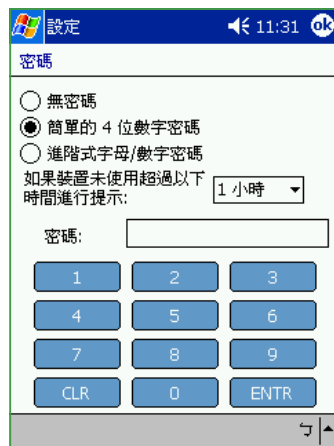 設定 11:31 ok
密碼
無密碼
簡單的 4 位數字密碼
進階式字母/數字密碼
如果裝置未使用超過以下
時間進行提示: 1 小時
密碼:
1 2 3
4 5 6
7 8 9
CLR 0 ENTR
ㄅ